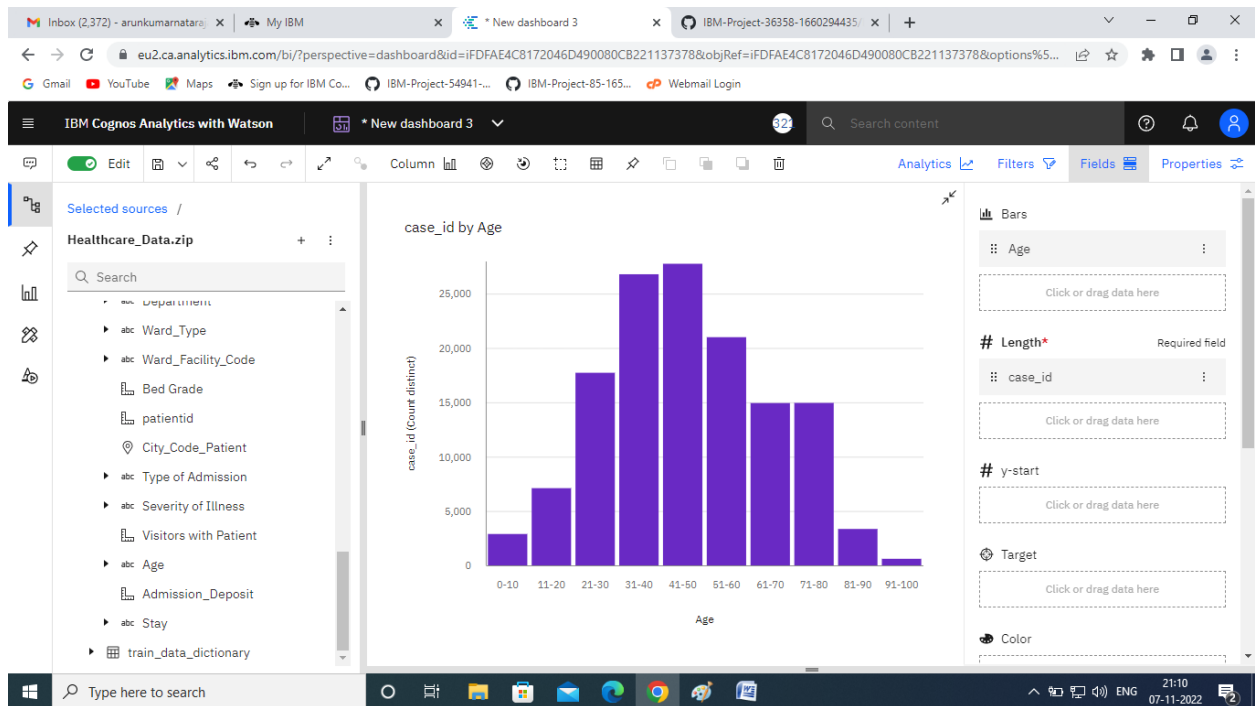 Inbox (2,372) - arunkumarnataraj
My IBM
* New dashboard 3
IBM-Project-36358-1660294435/
eu2.ca.analytics.ibm.com/bi/?perspective=dashboard&id=iFDFAE4C8172046D490080CB221137378&objRef=iFDFAE4C8172046D490080CB221137378&options%5...
Gmail YouTube Maps Sign up for IBM Co... IBM-Project-54941-... IBM-Project-85-165... Webmail Login
IBM Cognos Analytics with Watson
* New dashboard 3
321
Search content
Edit
Column
Analytics
Filters
Fields
Properties
Selected sources /
Healthcare_Data.zip
Search
Department
abc Ward_Type
abc Ward_Facility_Code
Bed Grade
patientid
City_Code_Patient
abc Type of Admission
abc Severity of Illness
Visitors with Patient
abc Age
Admission_Deposit
abc Stay
train_data_dictionary
case_id by Age
case_id (Count distinct)
25,000
20,000
15,000
10,000
5,000
0
0-10 11-20 21-30 31-40 41-50 51-60 61-70 71-80 81-90 91-100
Age
Bars
Age
Click or drag data here
# Length* Required field
case_id
Click or drag data here
# y-start
Click or drag data here
Target
Click or drag data here
Color
Type here to search
ENG
21:10
07-11-2022
2